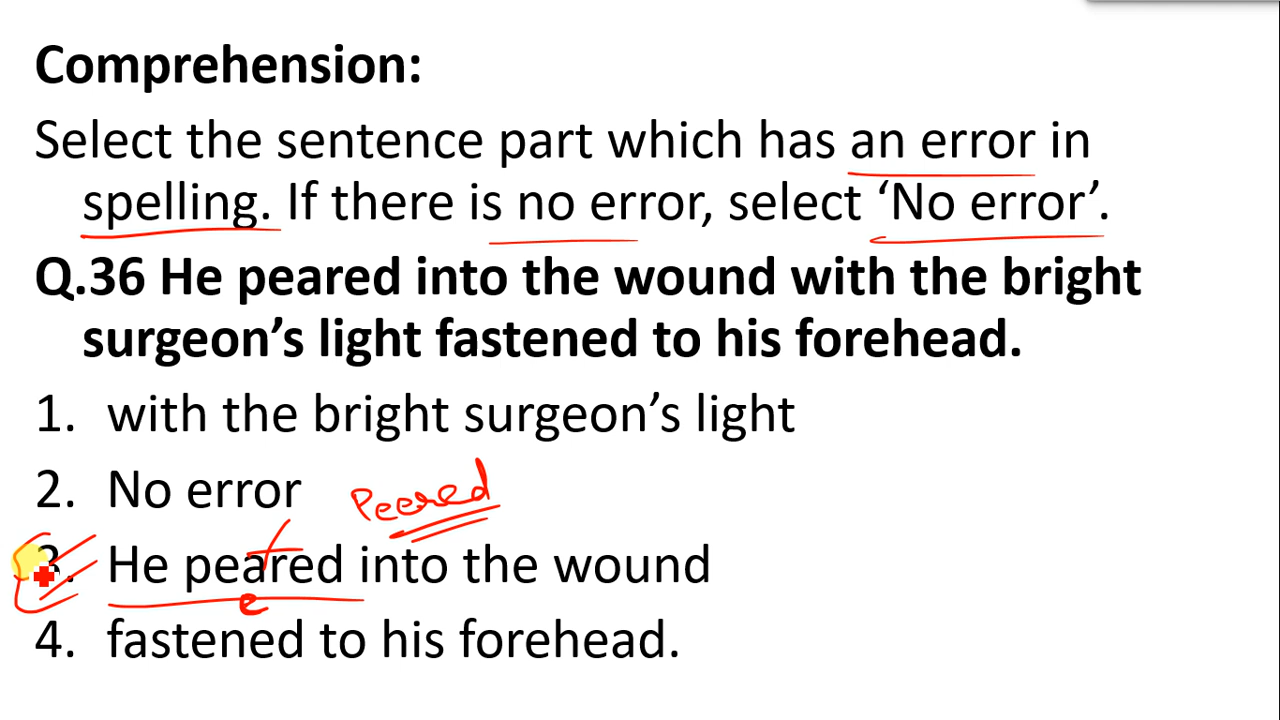 Comprehension:
Select the sentence part which has an error in
spelling. If there is no error, select ‘No error’.
Q.36 He peared into the wound with the bright
surgeon’s light fastened to his forehead.
1. with the bright surgeon’s light
2. No error Peered
3. He peared into the wound
e
4. fastened to his forehead.